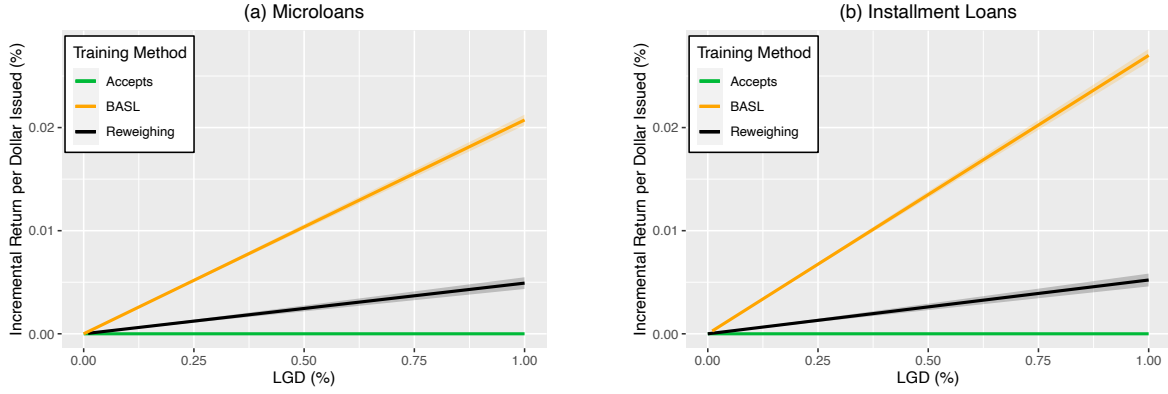 (a) Microloans
Incremental Return per Dollar Issued (%)
Training Method
Accepts
BASL
Reweighing
0.02
0.01
0.00
0.00 0.25 0.50 0.75 1.00
LGD (%)
(b) Installment Loans
Incremental Return per Dollar Issued (%)
Training Method
Accepts
BASL
Reweighing
0.02
0.01
0.00
0.00 0.25 0.50 0.75 1.00
LGD (%)